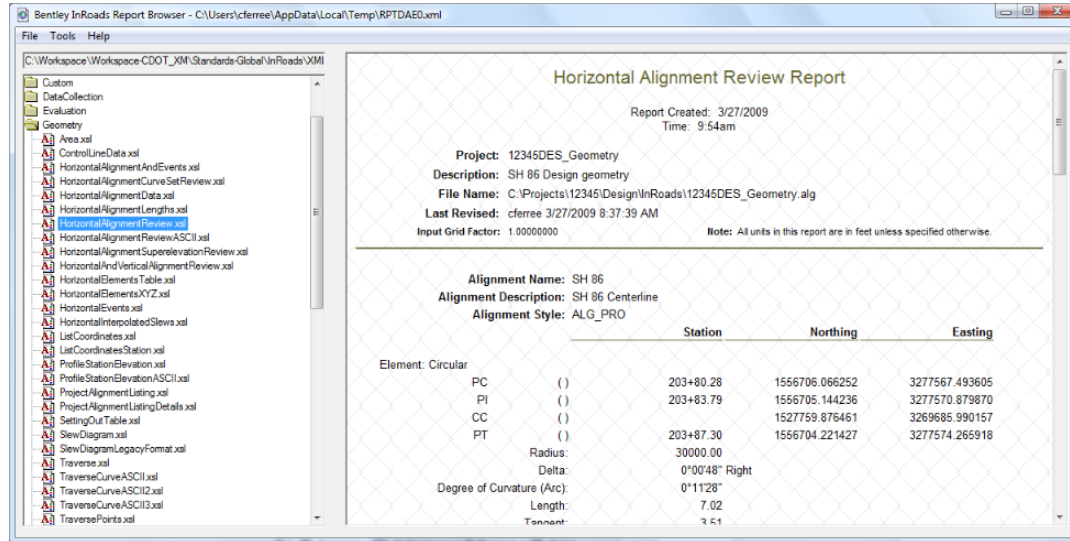 Bentley InRoads Report Browser - C:\Users\cferree\AppData\Local\Temp\RPTDAE0.xml
File Tools Help
C:\Workspace\Workspace-CDOT_XM\Standards-Global\InRoads\XMl
Custom
DataCollection
Evaluation
Geometry
Area.xsl
ControlLineData.xsl
HorizontalAlignmentAndEvents.xsl
HorizontalAlignmentCurveSetReview.xsl
HorizontalAlignmentData.xsl
HorizontalAlignmentLengths.xsl
HorizontalAlignmentReview.xsl
HorizontalAlignmentReviewASCII.xsl
HorizontalAlignmentSuperelevationReview.xsl
HorizontalAndVerticalAlignmentReview.xsl
HorizontalElementsTable.xsl
HorizontalElementsXYZ.xsl
HorizontalEvents.xsl
HorizontalInterpolatedSlews.xsl
ListCoordinates.xsl
ListCoordinatesStation.xsl
ProfileStationElevation.xsl
ProfileStationElevationASCII.xsl
ProjectAlignmentListing.xsl
ProjectAlignmentListingDetails.xsl
SettingOutTable.xsl
SlewDiagram.xsl
SlewDiagramLegacyFormat.xsl
Traverse.xsl
TraverseCurveASCII.xsl
TraverseCurveASCII2.xsl
TraverseCurveASCII3.xsl
TraversePoints.xsl
Horizontal Alignment Review Report
Report Created: 3/27/2009
Time: 9:54am
Project: 12345DES_Geometry
Description: SH 86 Design geometry
File Name: C:\Projects\12345\Design\InRoads\12345DES_Geometry.alg
Last Revised: cferree 3/27/2009 8:37:39 AM
Input Grid Factor: 1.00000000 Note: All units in this report are in feet unless specified otherwise.
Alignment Name: SH 86
Alignment Description: SH 86 Centerline
Alignment Style: ALG_PRO
Station Northing Easting
Element: Circular
PC ( ) 203+80.28 1556706.066252 3277567.493605
PI ( ) 203+83.79 1556705.144236 3277570.879870
CC ( ) 1527759.876461 3269685.990157
PT ( ) 203+87.30 1556704.221427 3277574.265918
Radius: 30000.00
Delta: 0°00'48" Right
Degree of Curvature (Arc): 0°11'28"
Length: 7.02
Tangent: 3.51